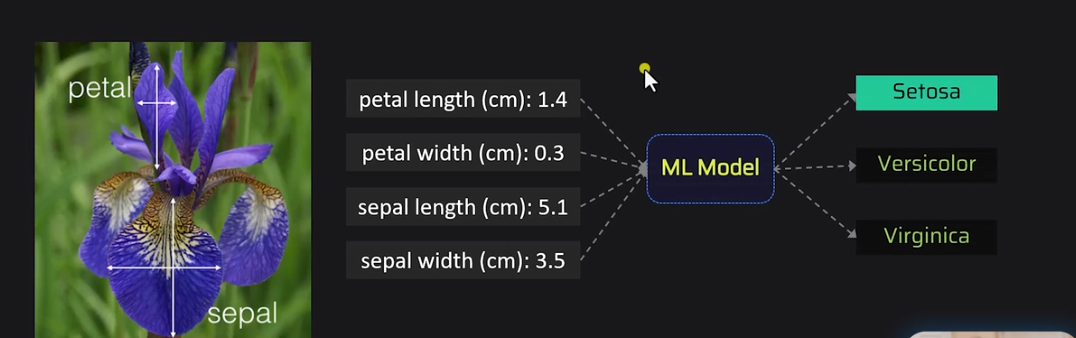 petal
sepal
petal length (cm): 1.4
petal width (cm): 0.3
sepal length (cm): 5.1
sepal width (cm): 3.5
ML Model
Setosa
Versicolor
Virginica